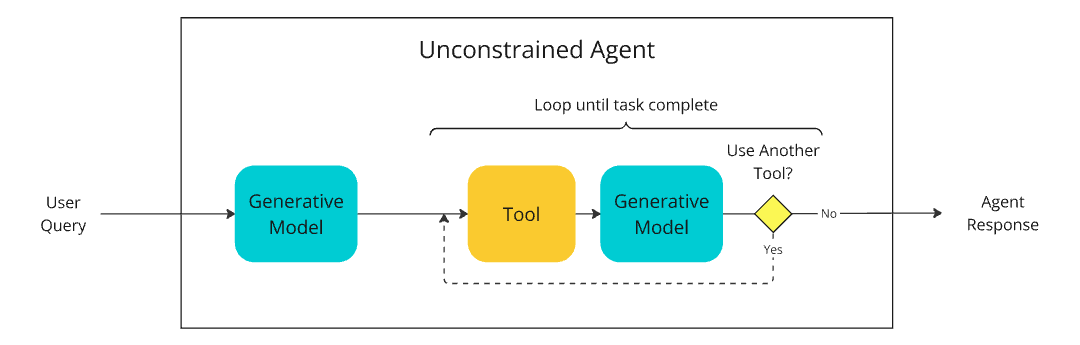 Unconstrained Agent
Loop until task complete
Use Another
Tool?
User
Query
Generative
Model
Tool
Generative
Model
No
Yes
Agent
Response